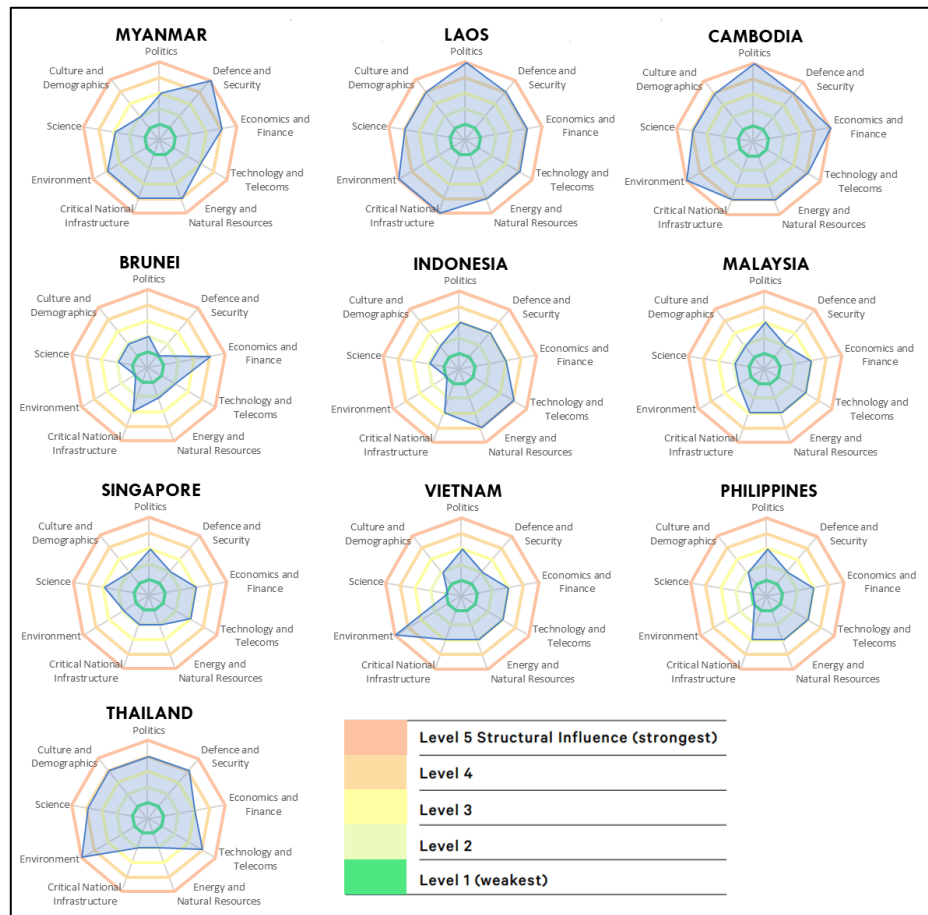 MYANMAR
Politics
Culture and
Demographics
Defence and
Security
Science
Economics and
Finance
Environment
Technology and
Telecoms
Critical National
Infrastructure
Energy and
Natural Resources
LAOS
Politics
Culture and
Demographics
Defence and
Security
Science
Economics and
Finance
Environment
Technology and
Telecoms
Critical National
Infrastructure
Energy and
Natural Resources
CAMBODIA
Politics
Culture and
Demographics
Defence and
Security
Science
Economics and
Finance
Environment
Technology and
Telecoms
Critical National
Infrastructure
Energy and
Natural Resources
BRUNEI
Politics
Culture and
Demographics
Defence and
Security
Science
Economics and
Finance
Environment
Technology and
Telecoms
Critical National
Infrastructure
Energy and
Natural Resources
INDONESIA
Politics
Culture and
Demographics
Defence and
Security
Science
Economics and
Finance
Environment
Technology and
Telecoms
Critical National
Infrastructure
Energy and
Natural Resources
MALAYSIA
Politics
Culture and
Demographics
Defence and
Security
Science
Economics and
Finance
Environment
Technology and
Telecoms
Critical National
Infrastructure
Energy and
Natural Resources
SINGAPORE
Politics
Culture and
Demographics
Defence and
Security
Science
Economics and
Finance
Environment
Technology and
Telecoms
Critical National
Infrastructure
Energy and
Natural Resources
VIETNAM
Politics
Culture and
Demographics
Defence and
Security
Science
Economics and
Finance
Environment
Technology and
Telecoms
Critical National
Infrastructure
Energy and
Natural Resources
PHILIPPINES
Politics
Culture and
Demographics
Defence and
Security
Science
Economics and
Finance
Environment
Technology and
Telecoms
Critical National
Infrastructure
Energy and
Natural Resources
THAILAND
Politics
Culture and
Demographics
Defence and
Security
Science
Economics and
Finance
Environment
Technology and
Telecoms
Critical National
Infrastructure
Energy and
Natural Resources
Level 5 Structural Influence (strongest)
Level 4
Level 3
Level 2
Level 1 (weakest)